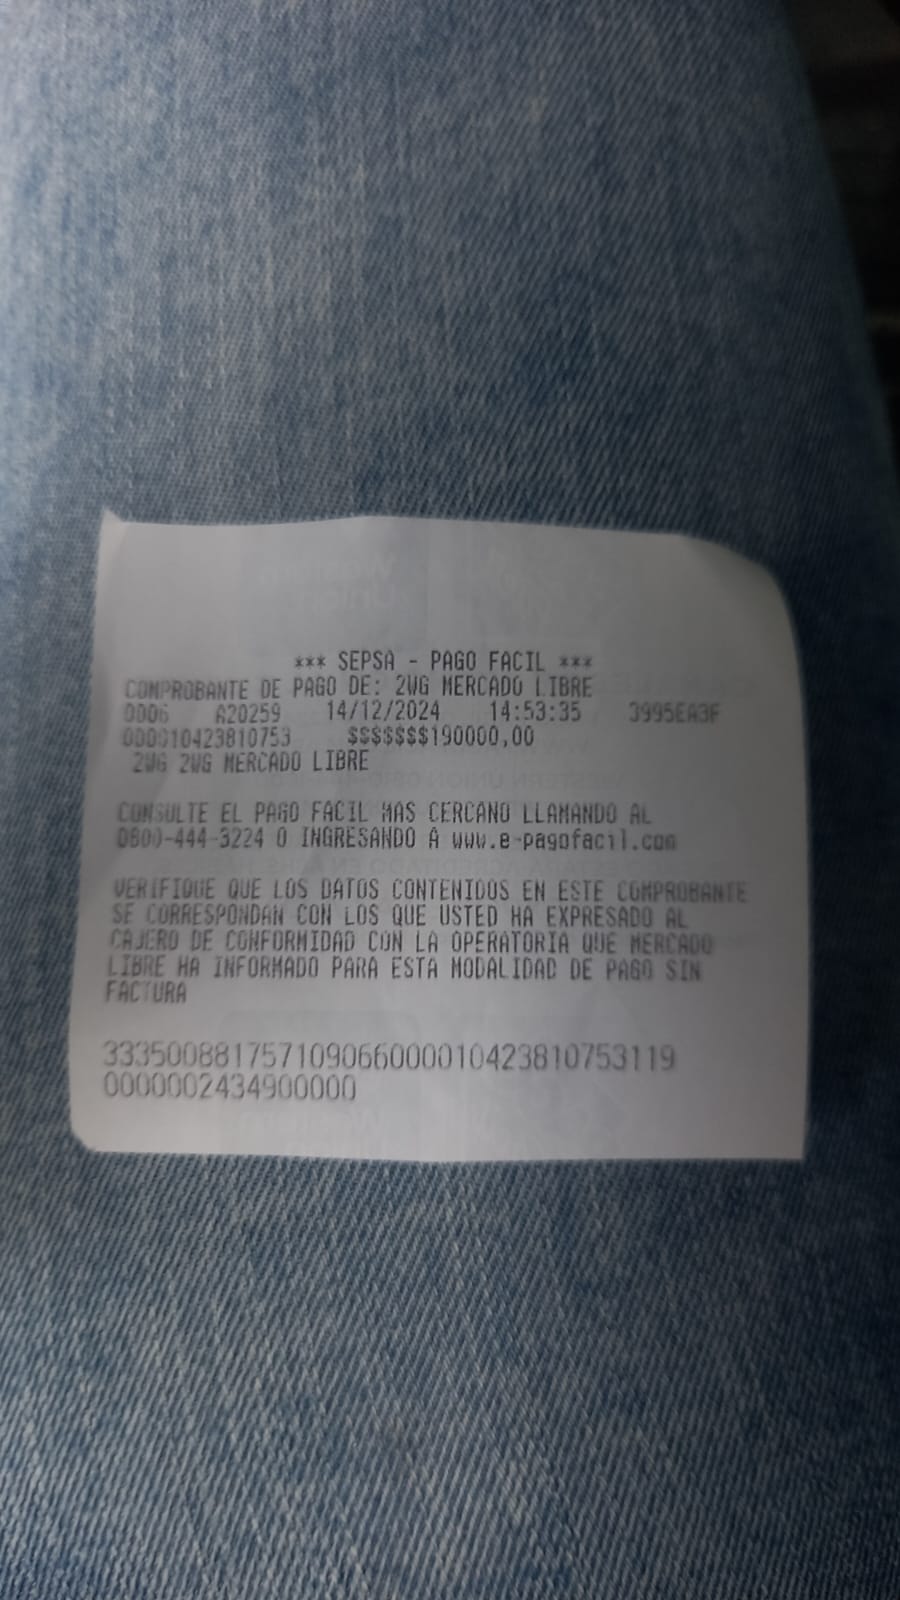 *** SEPSA - PAGO FACIL ***
COMPROBANTE DE PAGO DE: 2WG MERCADO LIBRE
0006 A20259 14/12/2024 14:53:35 3995EA3F
000010423810753 $$$$$$$190000,00
2WG 2WG MERCADO LIBRE
CONSULTE EL PAGO FACIL MAS CERCANO LLAMANDO AL
0800-444-3224 O INGRESANDO A www.e-pagofacil.com
VERIFIQUE QUE LOS DATOS CONTENIDOS EN ESTE COMPROBANTE
SE CORRESPONDAN CON LOS QUE USTED HA EXPRESADO AL
CAJERO DE CONFORMIDAD CON LA OPERATORIA QUE MERCADO
LIBRE HA INFORMADO PARA ESTA MODALIDAD DE PAGO SIN
FACTURA
333500881757109066000010423810753119
0000002434900000